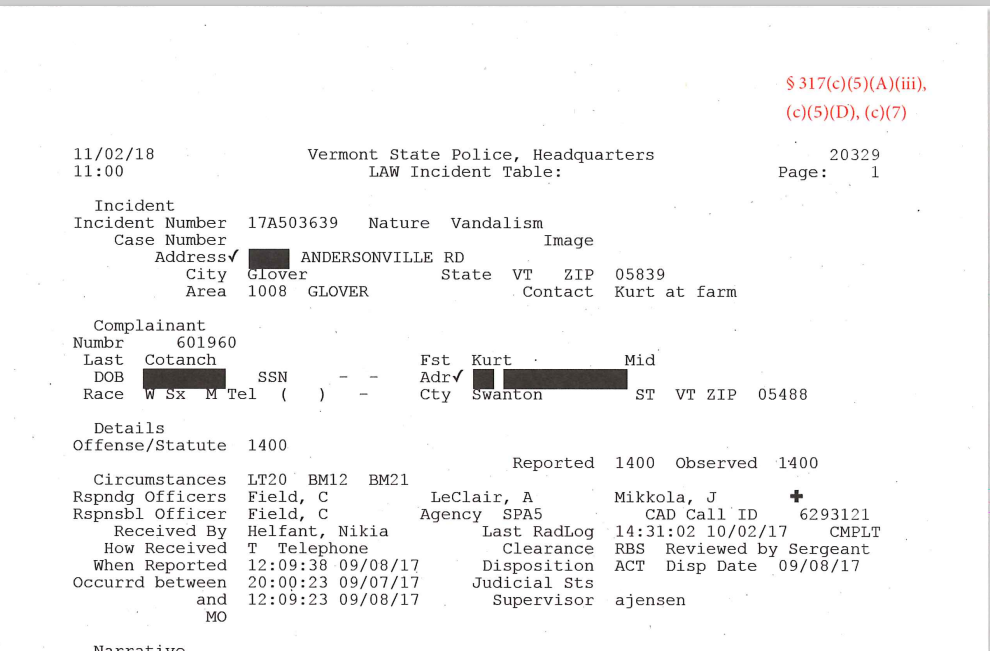 § 317(c)(5)(A)(iii),
(c)(5)(D), (c)(7)
11/02/18 Vermont State Police, Headquarters 20329
11:00 LAW Incident Table: Page: 1
Incident
Incident Number 17A503639 Nature Vandalism
Case Number Image
Address✓ ANDERSONVILLE RD
City Glover State VT ZIP 05839
Area 1008 GLOVER Contact Kurt at farm
Complainant
Numbr 601960
Last Cotanch Fst Kurt Mid
DOB SSN - - Adr✓
Race W Sx M Tel ( ) - Cty Swanton ST VT ZIP 05488
Details
Offense/Statute 1400
Reported 1400 Observed 1400
Circumstances LT20 BM12 BM21
Rspndg Officers Field, C LeClair, A Mikkola, J +
Rspnsbl Officer Field, C Agency SPA5 CAD Call ID 6293121
Received By Helfant, Nikia Last RadLog 14:31:02 10/02/17 CMPLT
How Received T Telephone Clearance RBS Reviewed by Sergeant
When Reported 12:09:38 09/08/17 Disposition ACT Disp Date 09/08/17
Occurrd between 20:00:23 09/07/17 Judicial Sts
and 12:09:23 09/08/17 Supervisor ajensen
MO
Narrative